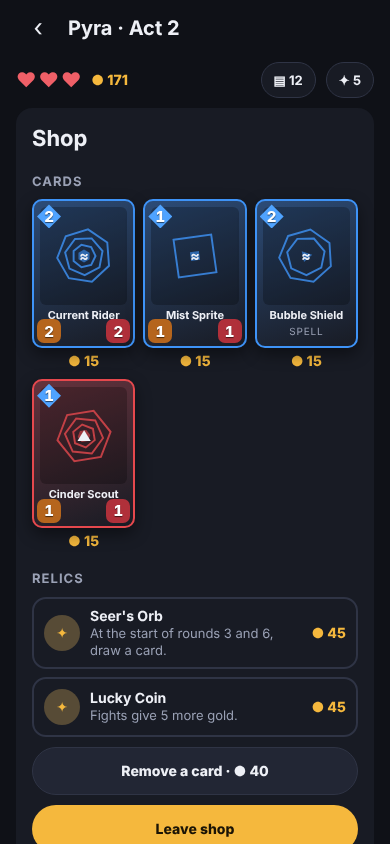 Pyra · Act 2
171
12
5
Shop
CARDS
2
Current Rider
2
2
15
1
Mist Sprite
1
1
15
2
Bubble Shield
SPELL
15
1
Cinder Scout
1
1
15
RELICS
Seer's Orb
At the start of rounds 3 and 6,
draw a card.
45
Lucky Coin
Fights give 5 more gold.
45
Remove a card · 40
Leave shop